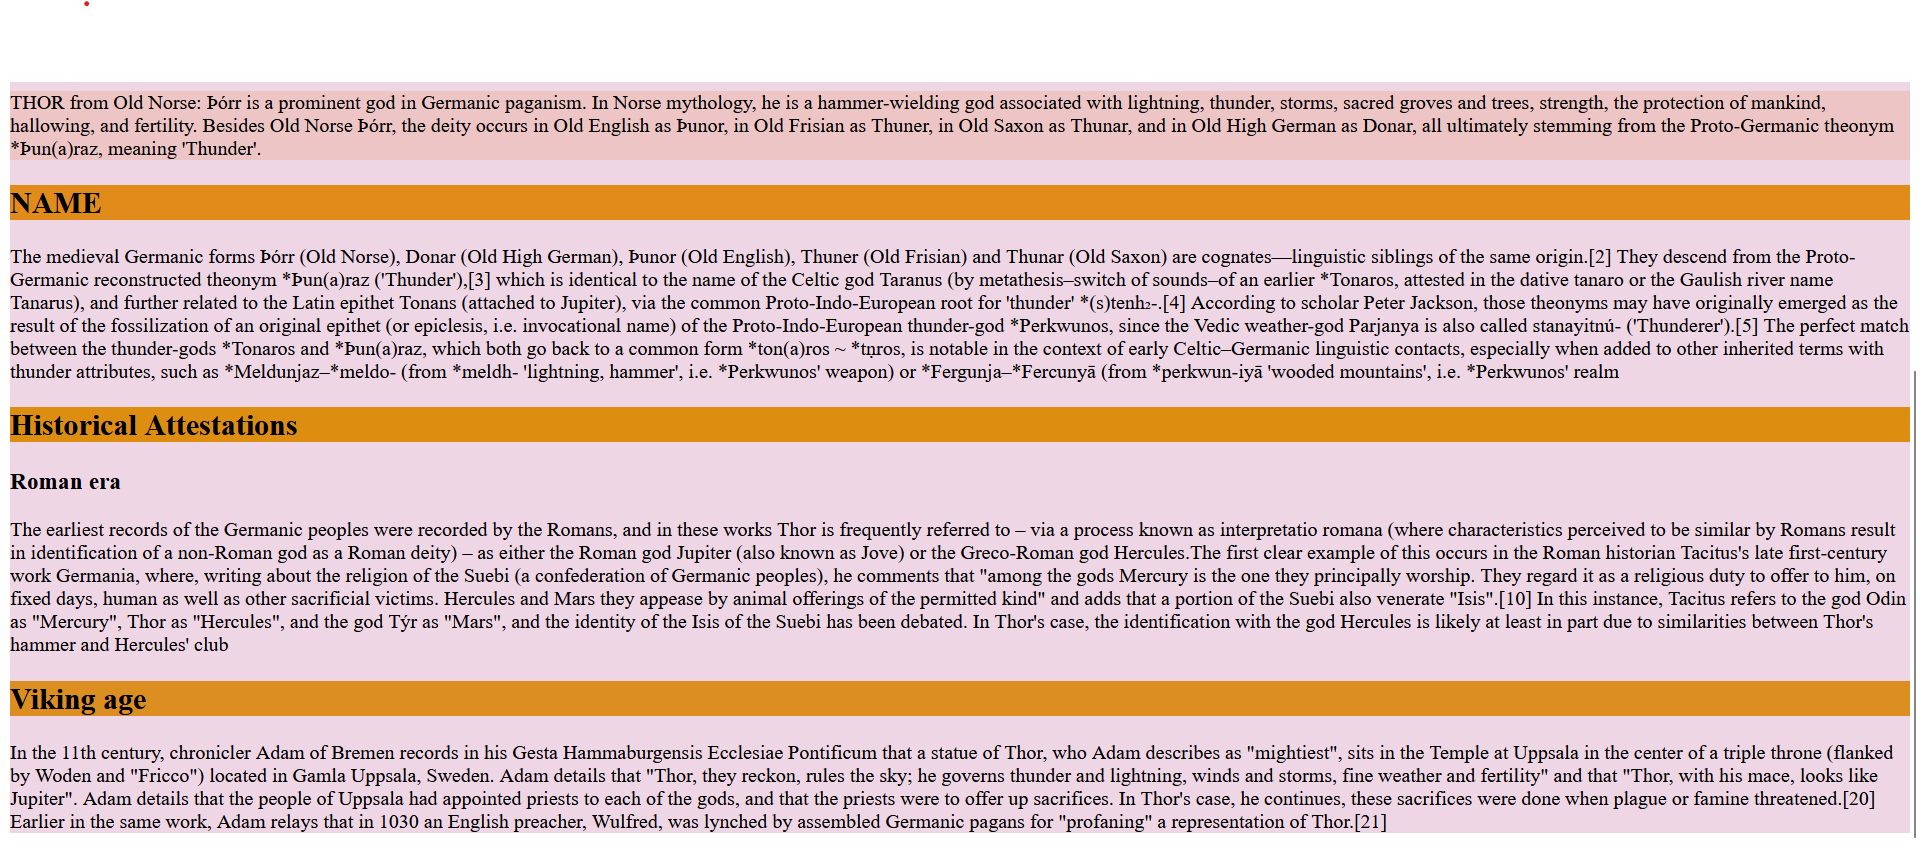 THOR from Old Norse: Þórr is a prominent god in Germanic paganism. In Norse mythology, he is a hammer-wielding god associated with lightning, thunder, storms, sacred groves and trees, strength, the protection of mankind,
hallowing, and fertility. Besides Old Norse Þórr, the deity occurs in Old English as Þunor, in Old Frisian as Thuner, in Old Saxon as Thunar, and in Old High German as Donar, all ultimately stemming from the Proto-Germanic theonym
*Þun(a)raz, meaning 'Thunder'.
NAME
The medieval Germanic forms Þórr (Old Norse), Donar (Old High German), Þunor (Old English), Thuner (Old Frisian) and Thunar (Old Saxon) are cognates—linguistic siblings of the same origin.[2] They descend from the Proto-
Germanic reconstructed theonym *Þun(a)raz ('Thunder'),[3] which is identical to the name of the Celtic god Taranus (by metathesis–switch of sounds–of an earlier *Tonaros, attested in the dative tanaro or the Gaulish river name
Tanarus), and further related to the Latin epithet Tonans (attached to Jupiter), via the common Proto-Indo-European root for 'thunder' *(s)tenh₂-.[4] According to scholar Peter Jackson, those theonyms may have originally emerged as the
result of the fossilization of an original epithet (or epiclesis, i.e. invocational name) of the Proto-Indo-European thunder-god *Perkwunos, since the Vedic weather-god Parjanya is also called stanayitnú- ('Thunderer').[5] The perfect match
between the thunder-gods *Tonaros and *Þun(a)raz, which both go back to a common form *ton(a)ros ~ *tṇros, is notable in the context of early Celtic–Germanic linguistic contacts, especially when added to other inherited terms with
thunder attributes, such as *Meldunjaz–*meldo- (from *meldh- 'lightning, hammer', i.e. *Perkwunos' weapon) or *Fergunja–*Fercunyā (from *perkwun-iyā 'wooded mountains', i.e. *Perkwunos' realm
Historical Attestations
Roman era
The earliest records of the Germanic peoples were recorded by the Romans, and in these works Thor is frequently referred to – via a process known as interpretatio romana (where characteristics perceived to be similar by Romans result
in identification of a non-Roman god as a Roman deity) – as either the Roman god Jupiter (also known as Jove) or the Greco-Roman god Hercules.The first clear example of this occurs in the Roman historian Tacitus's late first-century
work Germania, where, writing about the religion of the Suebi (a confederation of Germanic peoples), he comments that "among the gods Mercury is the one they principally worship. They regard it as a religious duty to offer to him, on
fixed days, human as well as other sacrificial victims. Hercules and Mars they appease by animal offerings of the permitted kind" and adds that a portion of the Suebi also venerate "Isis".[10] In this instance, Tacitus refers to the god Odin
as "Mercury", Thor as "Hercules", and the god Týr as "Mars", and the identity of the Isis of the Suebi has been debated. In Thor's case, the identification with the god Hercules is likely at least in part due to similarities between Thor's
hammer and Hercules' club
Viking age
In the 11th century, chronicler Adam of Bremen records in his Gesta Hammaburgensis Ecclesiae Pontificum that a statue of Thor, who Adam describes as "mightiest", sits in the Temple at Uppsala in the center of a triple throne (flanked
by Woden and "Fricco") located in Gamla Uppsala, Sweden. Adam details that "Thor, they reckon, rules the sky; he governs thunder and lightning, winds and storms, fine weather and fertility" and that "Thor, with his mace, looks like
Jupiter". Adam details that the people of Uppsala had appointed priests to each of the gods, and that the priests were to offer up sacrifices. In Thor's case, he continues, these sacrifices were done when plague or famine threatened.[20]
Earlier in the same work, Adam relays that in 1030 an English preacher, Wulfred, was lynched by assembled Germanic pagans for "profaning" a representation of Thor.[21]